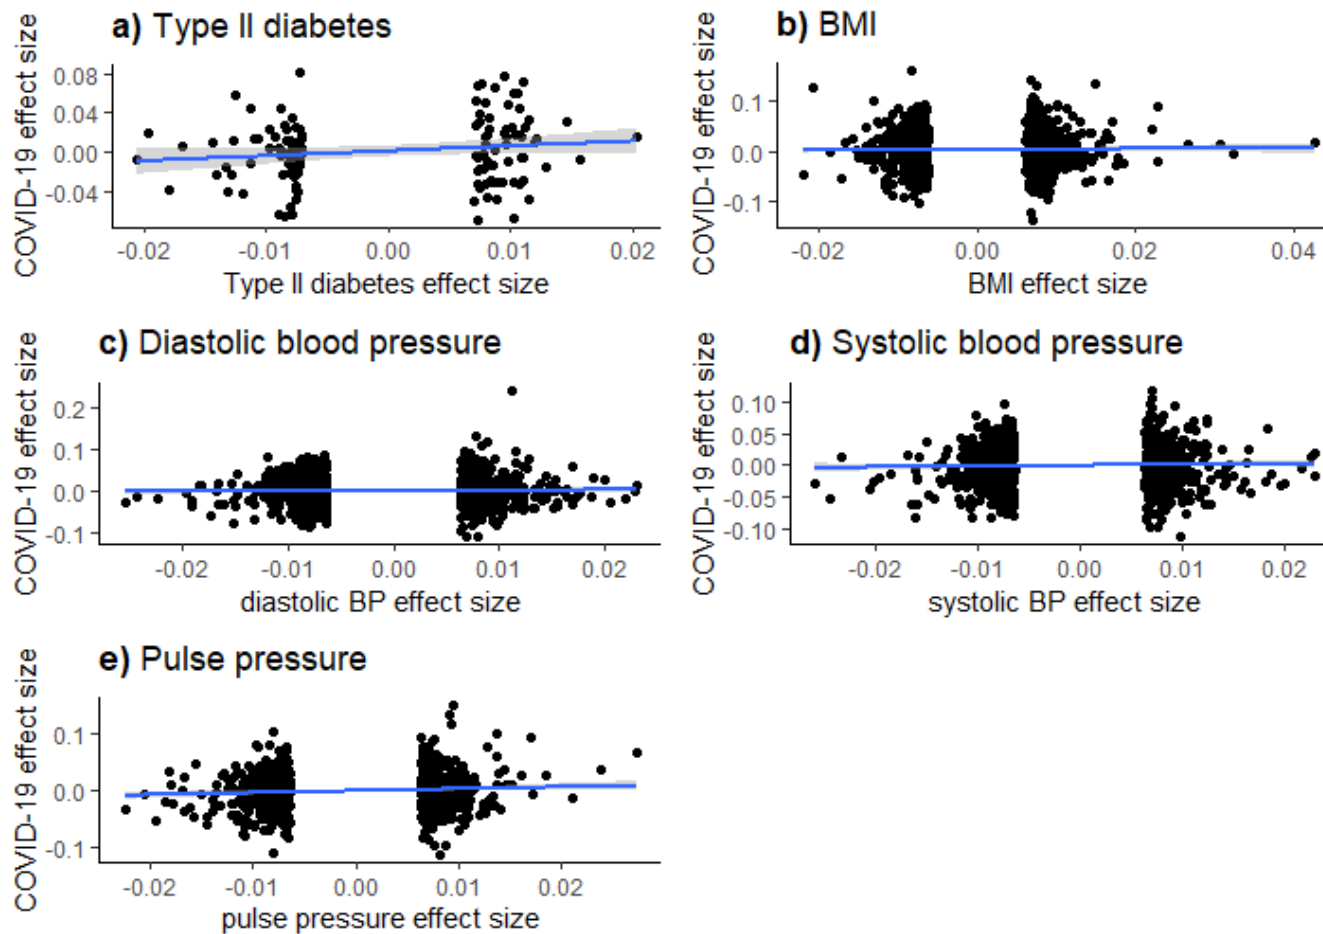 a) Type II diabetes
COVID-19 effect size
0.08
0.04
0.00
-0.04
-0.02 -0.01 0.00 0.01 0.02
Type II diabetes effect size
b) BMI
COVID-19 effect size
0.1
0.0
-0.1
-0.02 0.00 0.02 0.04
BMI effect size
c) Diastolic blood pressure
COVID-19 effect size
0.2
0.1
0.0
-0.1
-0.02 -0.01 0.00 0.01 0.02
diastolic BP effect size
d) Systolic blood pressure
COVID-19 effect size
0.10
0.05
0.00
-0.05
-0.10
-0.02 -0.01 0.00 0.01 0.02
systolic BP effect size
e) Pulse pressure
COVID-19 effect size
0.1
0.0
-0.1
-0.02 -0.01 0.00 0.01 0.02
pulse pressure effect size